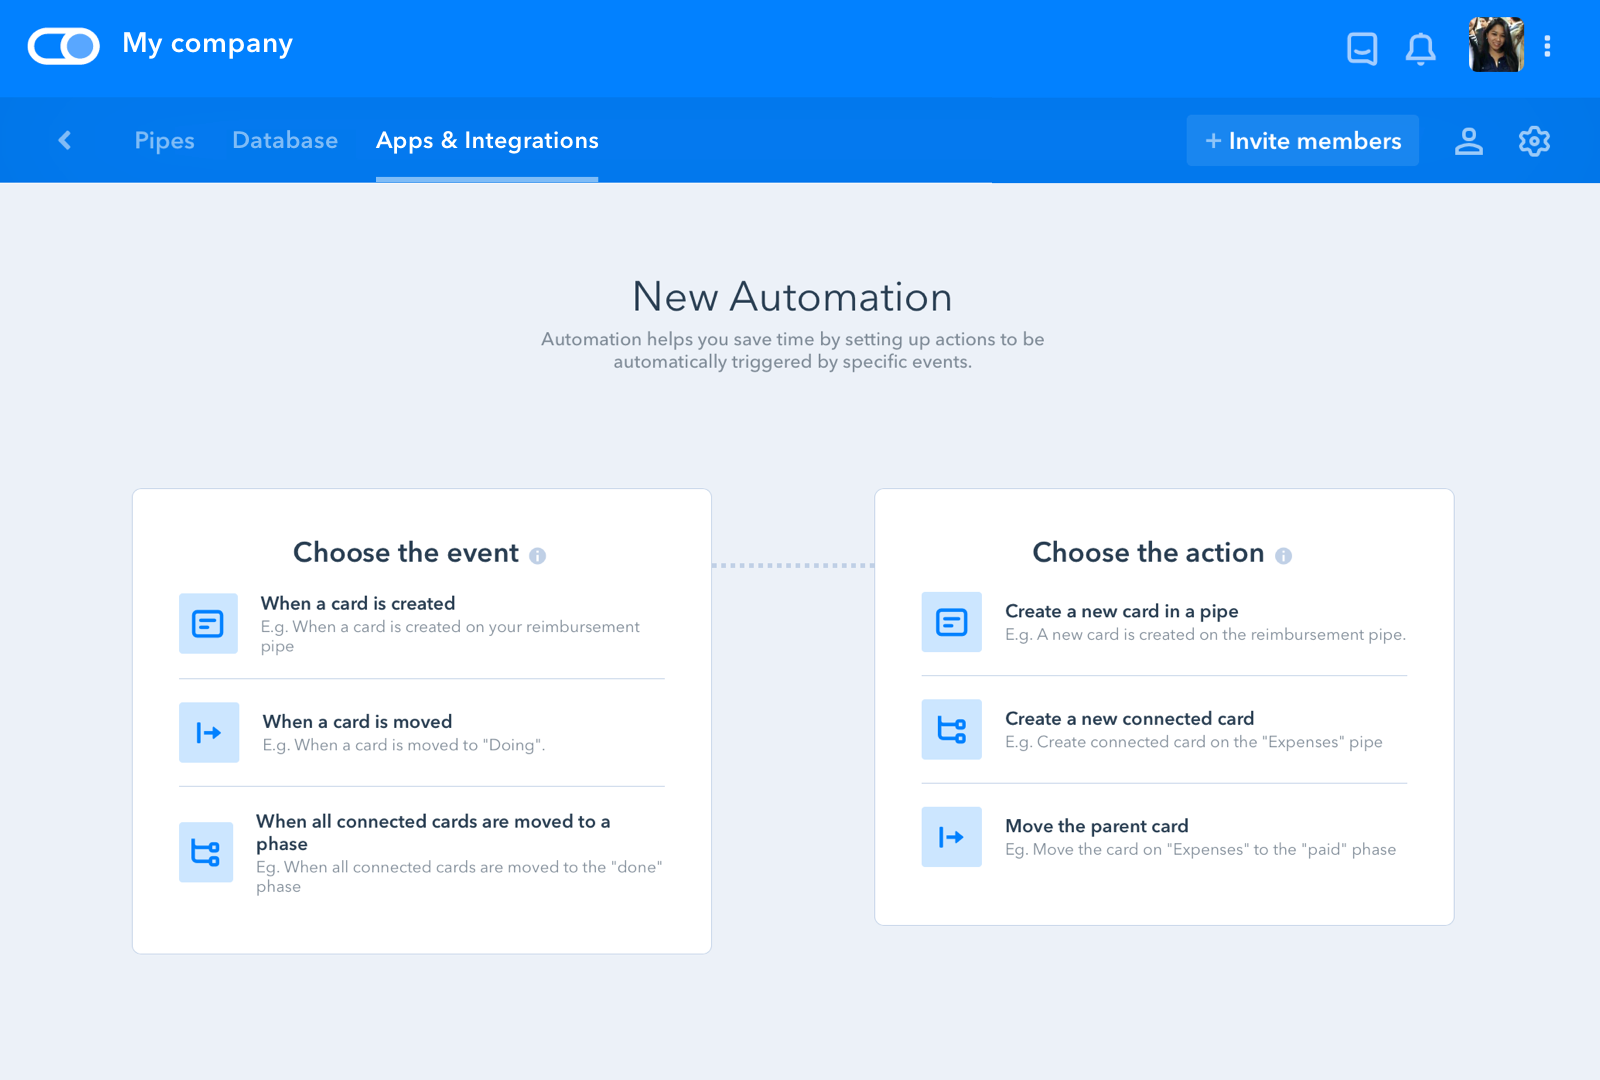 My company
Pipes
Database
Apps & Integrations
+ Invite members
New Automation
Automation helps you save time by setting up actions to be
automatically triggered by specific events.
Choose the event
When a card is created
E.g. When a card is created on your reimbursement
pipe
When a card is moved
E.g. When a card is moved to "Doing".
When all connected cards are moved to a
phase
Eg. When all connected cards are moved to the "done"
phase
Choose the action
Create a new card in a pipe
E.g. A new card is created on the reimbursement pipe.
Create a new connected card
E.g. Create connected card on the "Expenses" pipe
Move the parent card
Eg. Move the card on "Expenses" to the "paid" phase